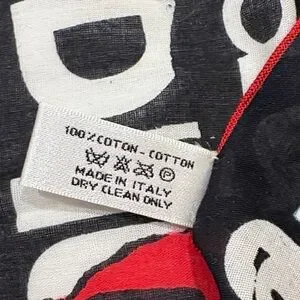 100% COTON - COTTON
MADE IN ITALY
DRY CLEAN ONLY